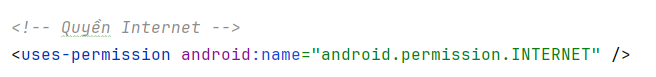 <!-- Quyền Internet -->
<uses-permission android:name="android.permission.INTERNET" />